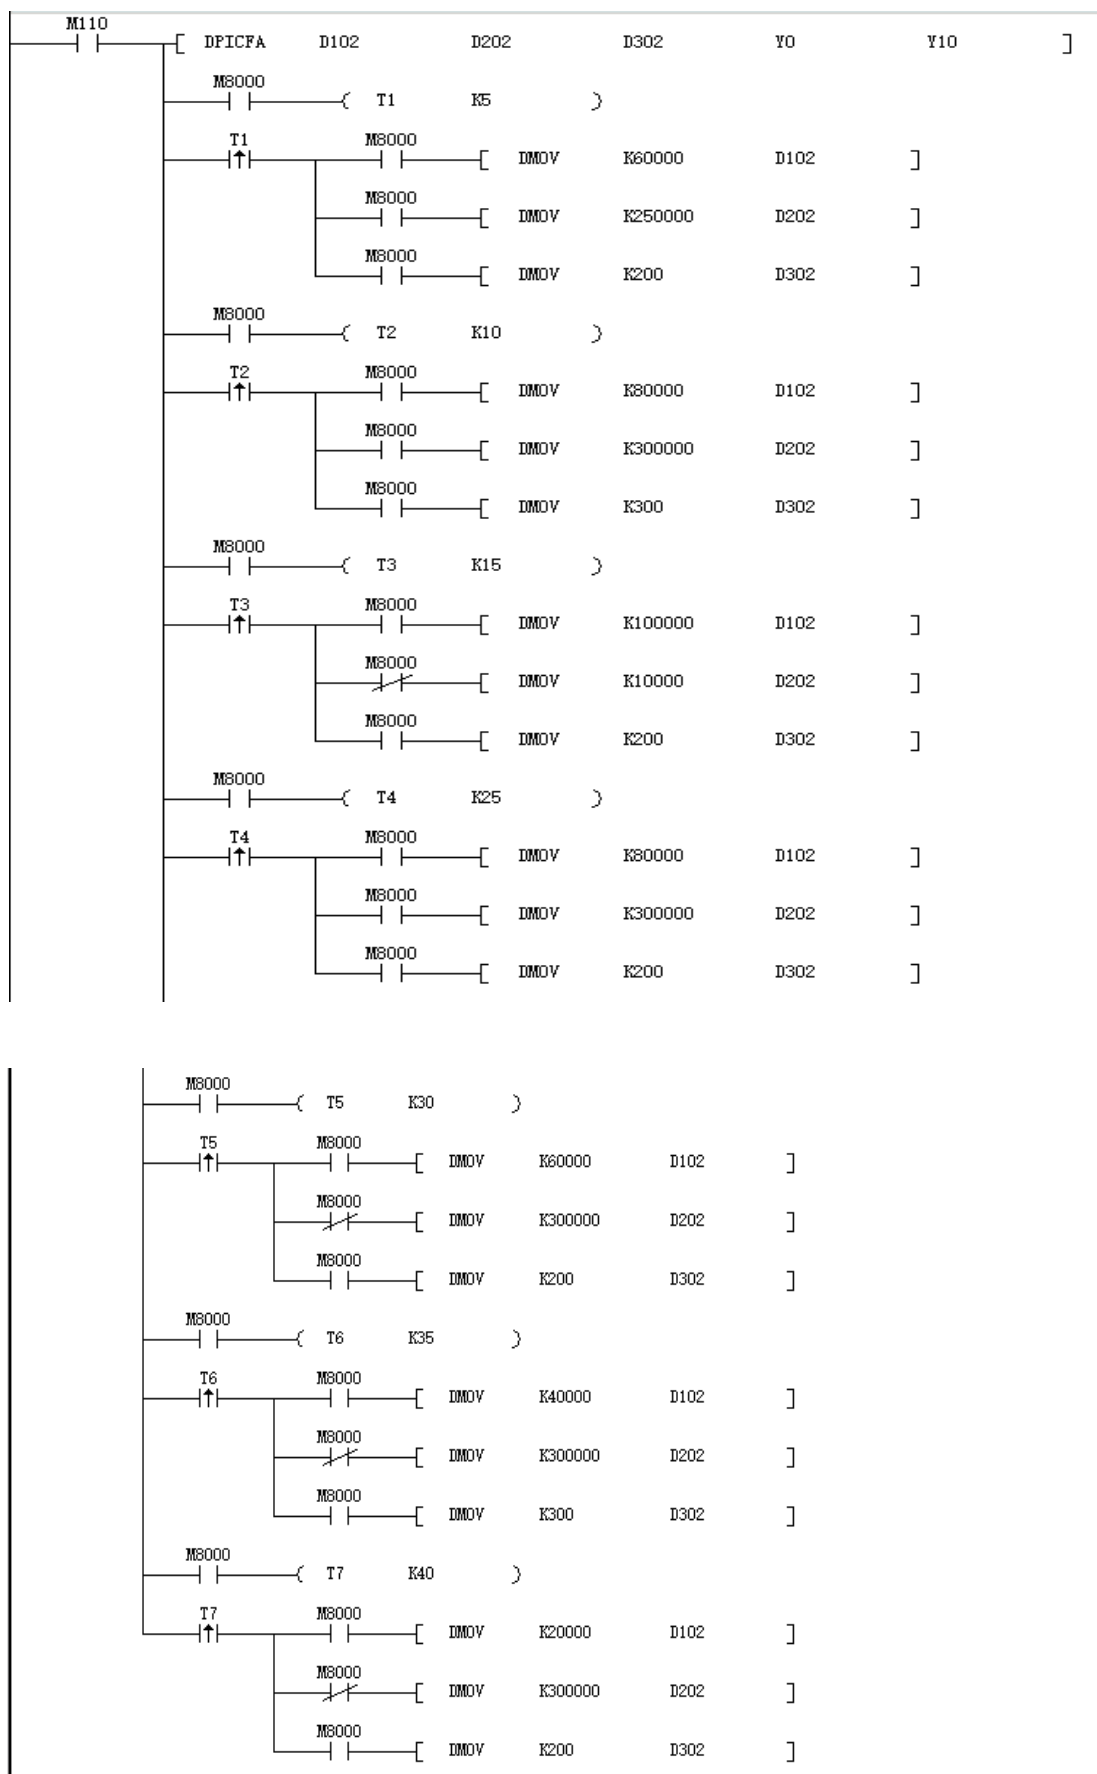 M110
DPICFA D102 D202 D302 Y0 Y10
M8000
T1 K5
T1 M8000
DMOV K60000 D102
M8000
DMOV K250000 D202
M8000
DMOV K200 D302
M8000
T2 K10
T2 M8000
DMOV K80000 D102
M8000
DMOV K300000 D202
M8000
DMOV K300 D302
M8000
T3 K15
T3 M8000
DMOV K100000 D102
M8000
DMOV K10000 D202
M8000
DMOV K200 D302
M8000
T4 K25
T4 M8000
DMOV K80000 D102
M8000
DMOV K300000 D202
M8000
DMOV K200 D302
M8000
T5 K30
T5 M8000
DMOV K60000 D102
M8000
DMOV K300000 D202
M8000
DMOV K200 D302
M8000
T6 K35
T6 M8000
DMOV K40000 D102
M8000
DMOV K300000 D202
M8000
DMOV K300 D302
M8000
T7 K40
T7 M8000
DMOV K20000 D102
M8000
DMOV K300000 D202
M8000
DMOV K200 D302